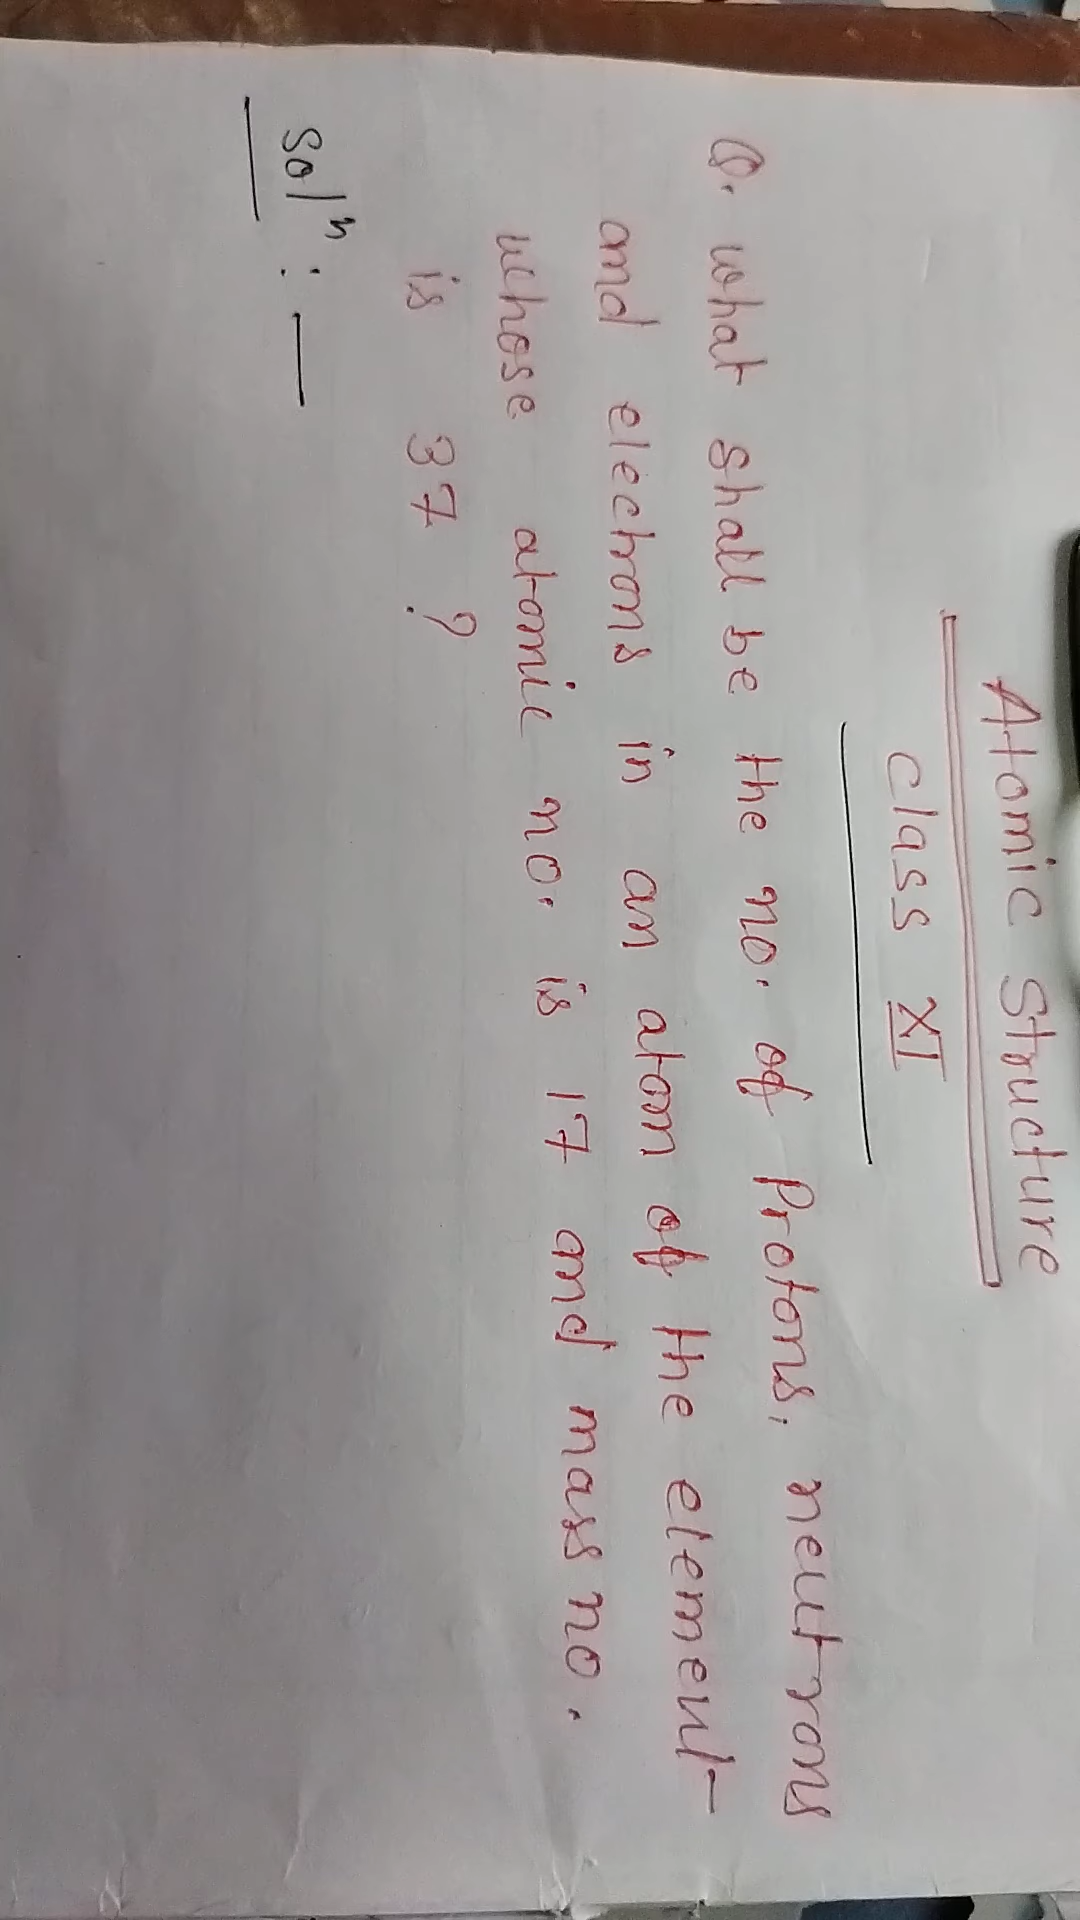 Atomic Structure
class XI
Q. what shall be the no. of Protons, neutrons
and electrons in an atom of the element
whose atomic no. is 17 and mass no.
is 37 ?
Solⁿ : —